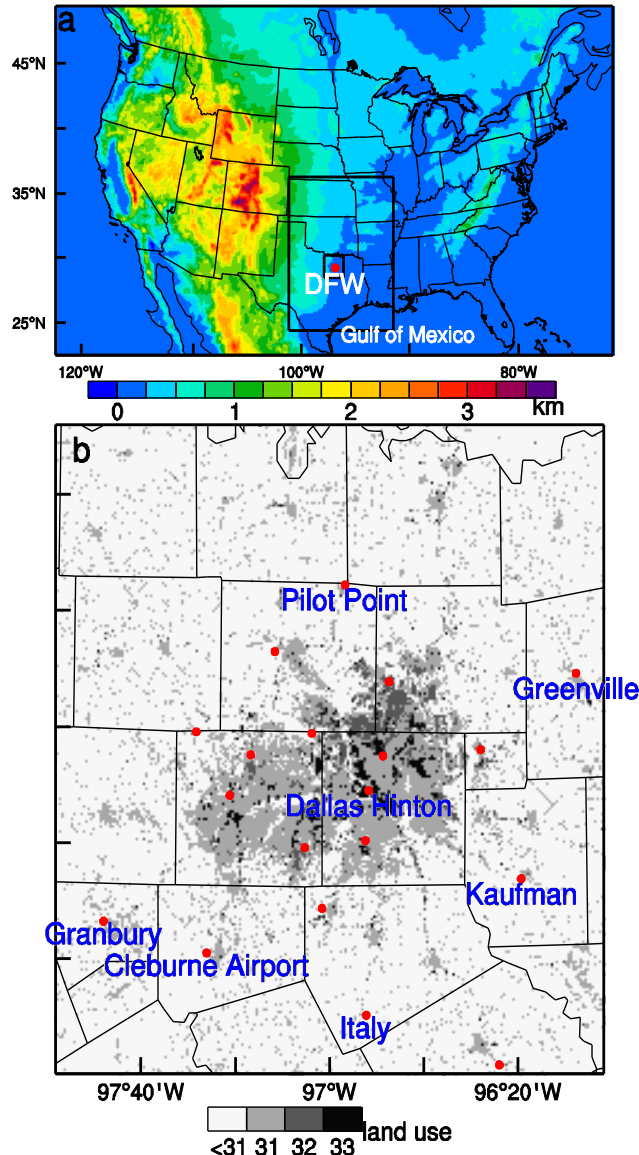 a
45°N
35°N
25°N
DFW
Gulf of Mexico
120°W 100°W 80°W
0 1 2 3 km
b
Pilot Point
Greenville
Dallas Hinton
Kaufman
Granbury
Cleburne Airport
Italy
97°40'W 97°W 96°20'W
<31 31 32 33 land use